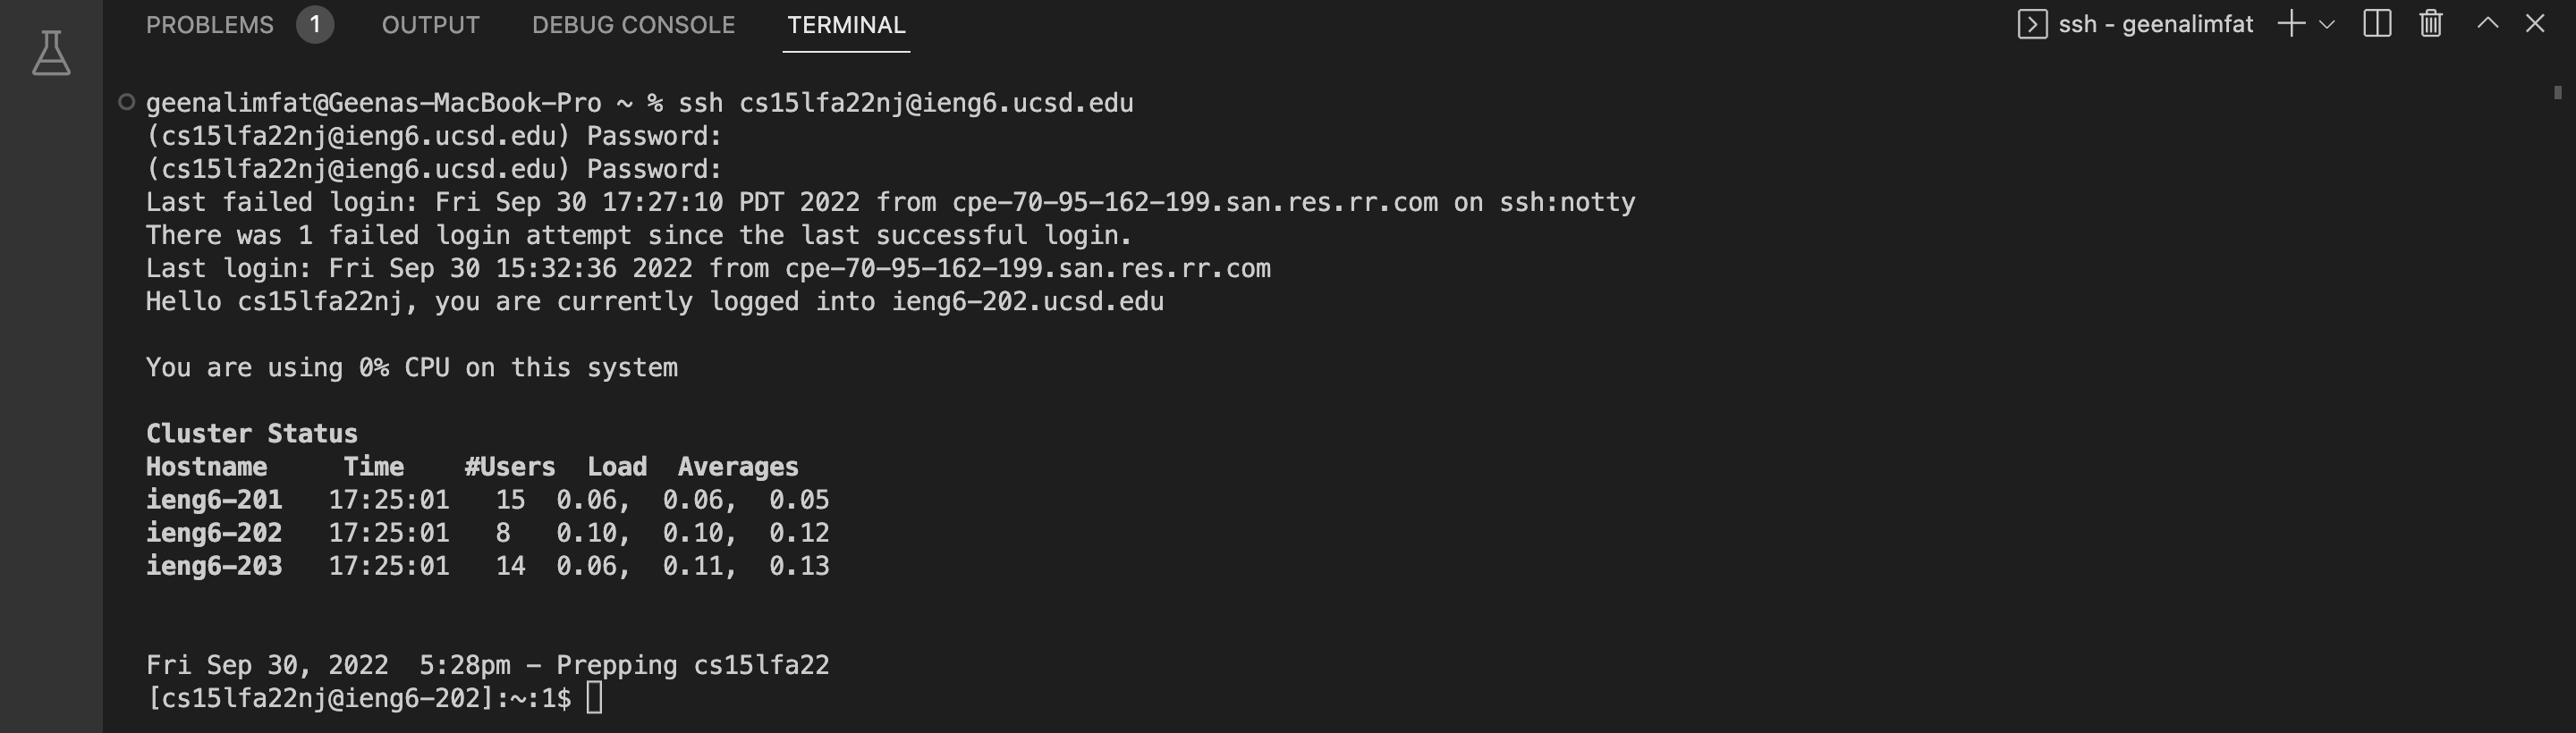 PROBLEMS 1 OUTPUT DEBUG CONSOLE TERMINAL ssh - geenalimfat
geenalimfat@Geenas-MacBook-Pro ~ % ssh cs15lfa22nj@ieng6.ucsd.edu
(cs15lfa22nj@ieng6.ucsd.edu) Password:
(cs15lfa22nj@ieng6.ucsd.edu) Password:
Last failed login: Fri Sep 30 17:27:10 PDT 2022 from cpe-70-95-162-199.san.res.rr.com on ssh:notty
There was 1 failed login attempt since the last successful login.
Last login: Fri Sep 30 15:32:36 2022 from cpe-70-95-162-199.san.res.rr.com
Hello cs15lfa22nj, you are currently logged into ieng6-202.ucsd.edu
You are using 0% CPU on this system
Cluster Status
Hostname     Time    #Users  Load  Averages
ieng6-201   17:25:01   15  0.06,  0.06,  0.05
ieng6-202   17:25:01   8   0.10,  0.10,  0.12
ieng6-203   17:25:01   14  0.06,  0.11,  0.13
Fri Sep 30, 2022  5:28pm - Prepping cs15lfa22
[cs15lfa22nj@ieng6-202]:~:1$